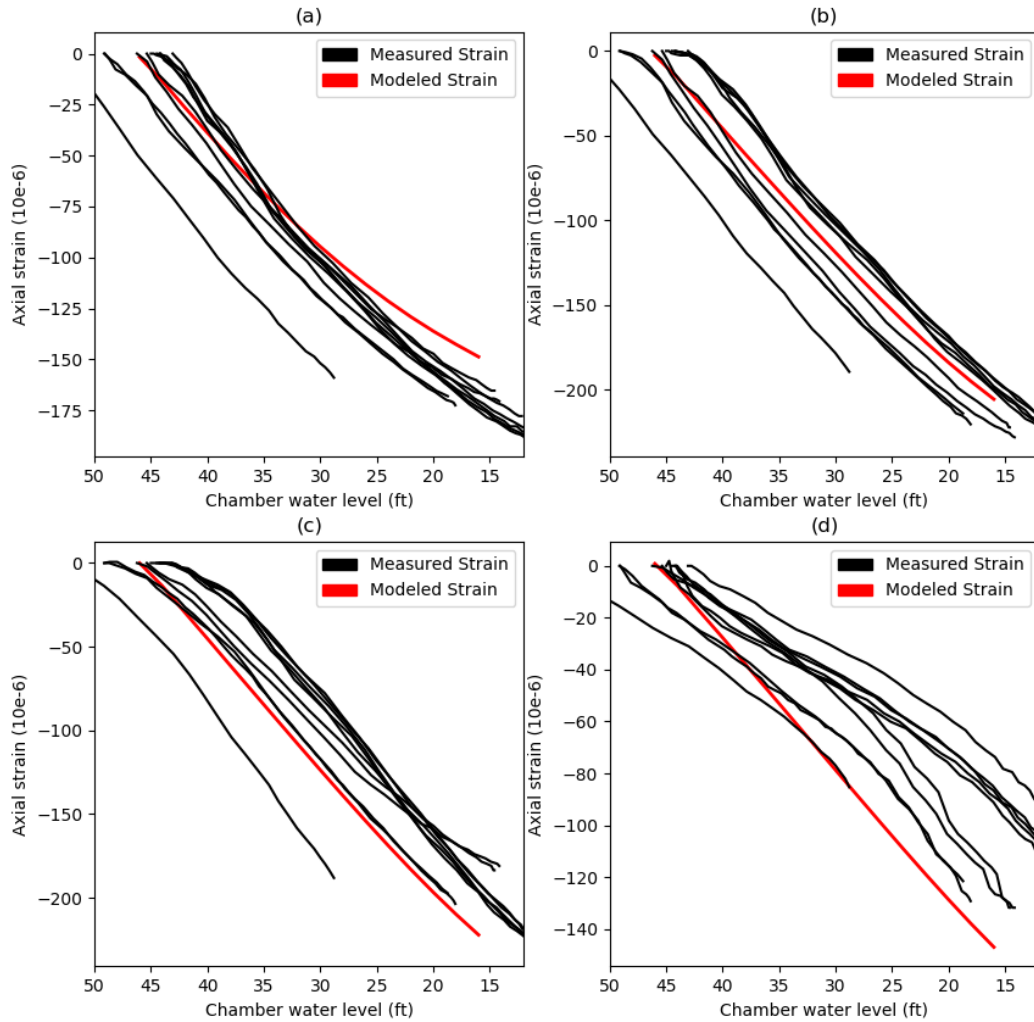 (a)
Measured Strain
Modeled Strain
Axial strain (10e-6)
0
−25
−50
−75
−100
−125
−150
−175
50 45 40 35 30 25 20 15
Chamber water level (ft)
(b)
Measured Strain
Modeled Strain
Axial strain (10e-6)
0
−50
−100
−150
−200
50 45 40 35 30 25 20 15
Chamber water level (ft)
(c)
Measured Strain
Modeled Strain
Axial strain (10e-6)
0
−50
−100
−150
−200
50 45 40 35 30 25 20 15
Chamber water level (ft)
(d)
Measured Strain
Modeled Strain
Axial strain (10e-6)
0
−20
−40
−60
−80
−100
−120
−140
50 45 40 35 30 25 20 15
Chamber water level (ft)